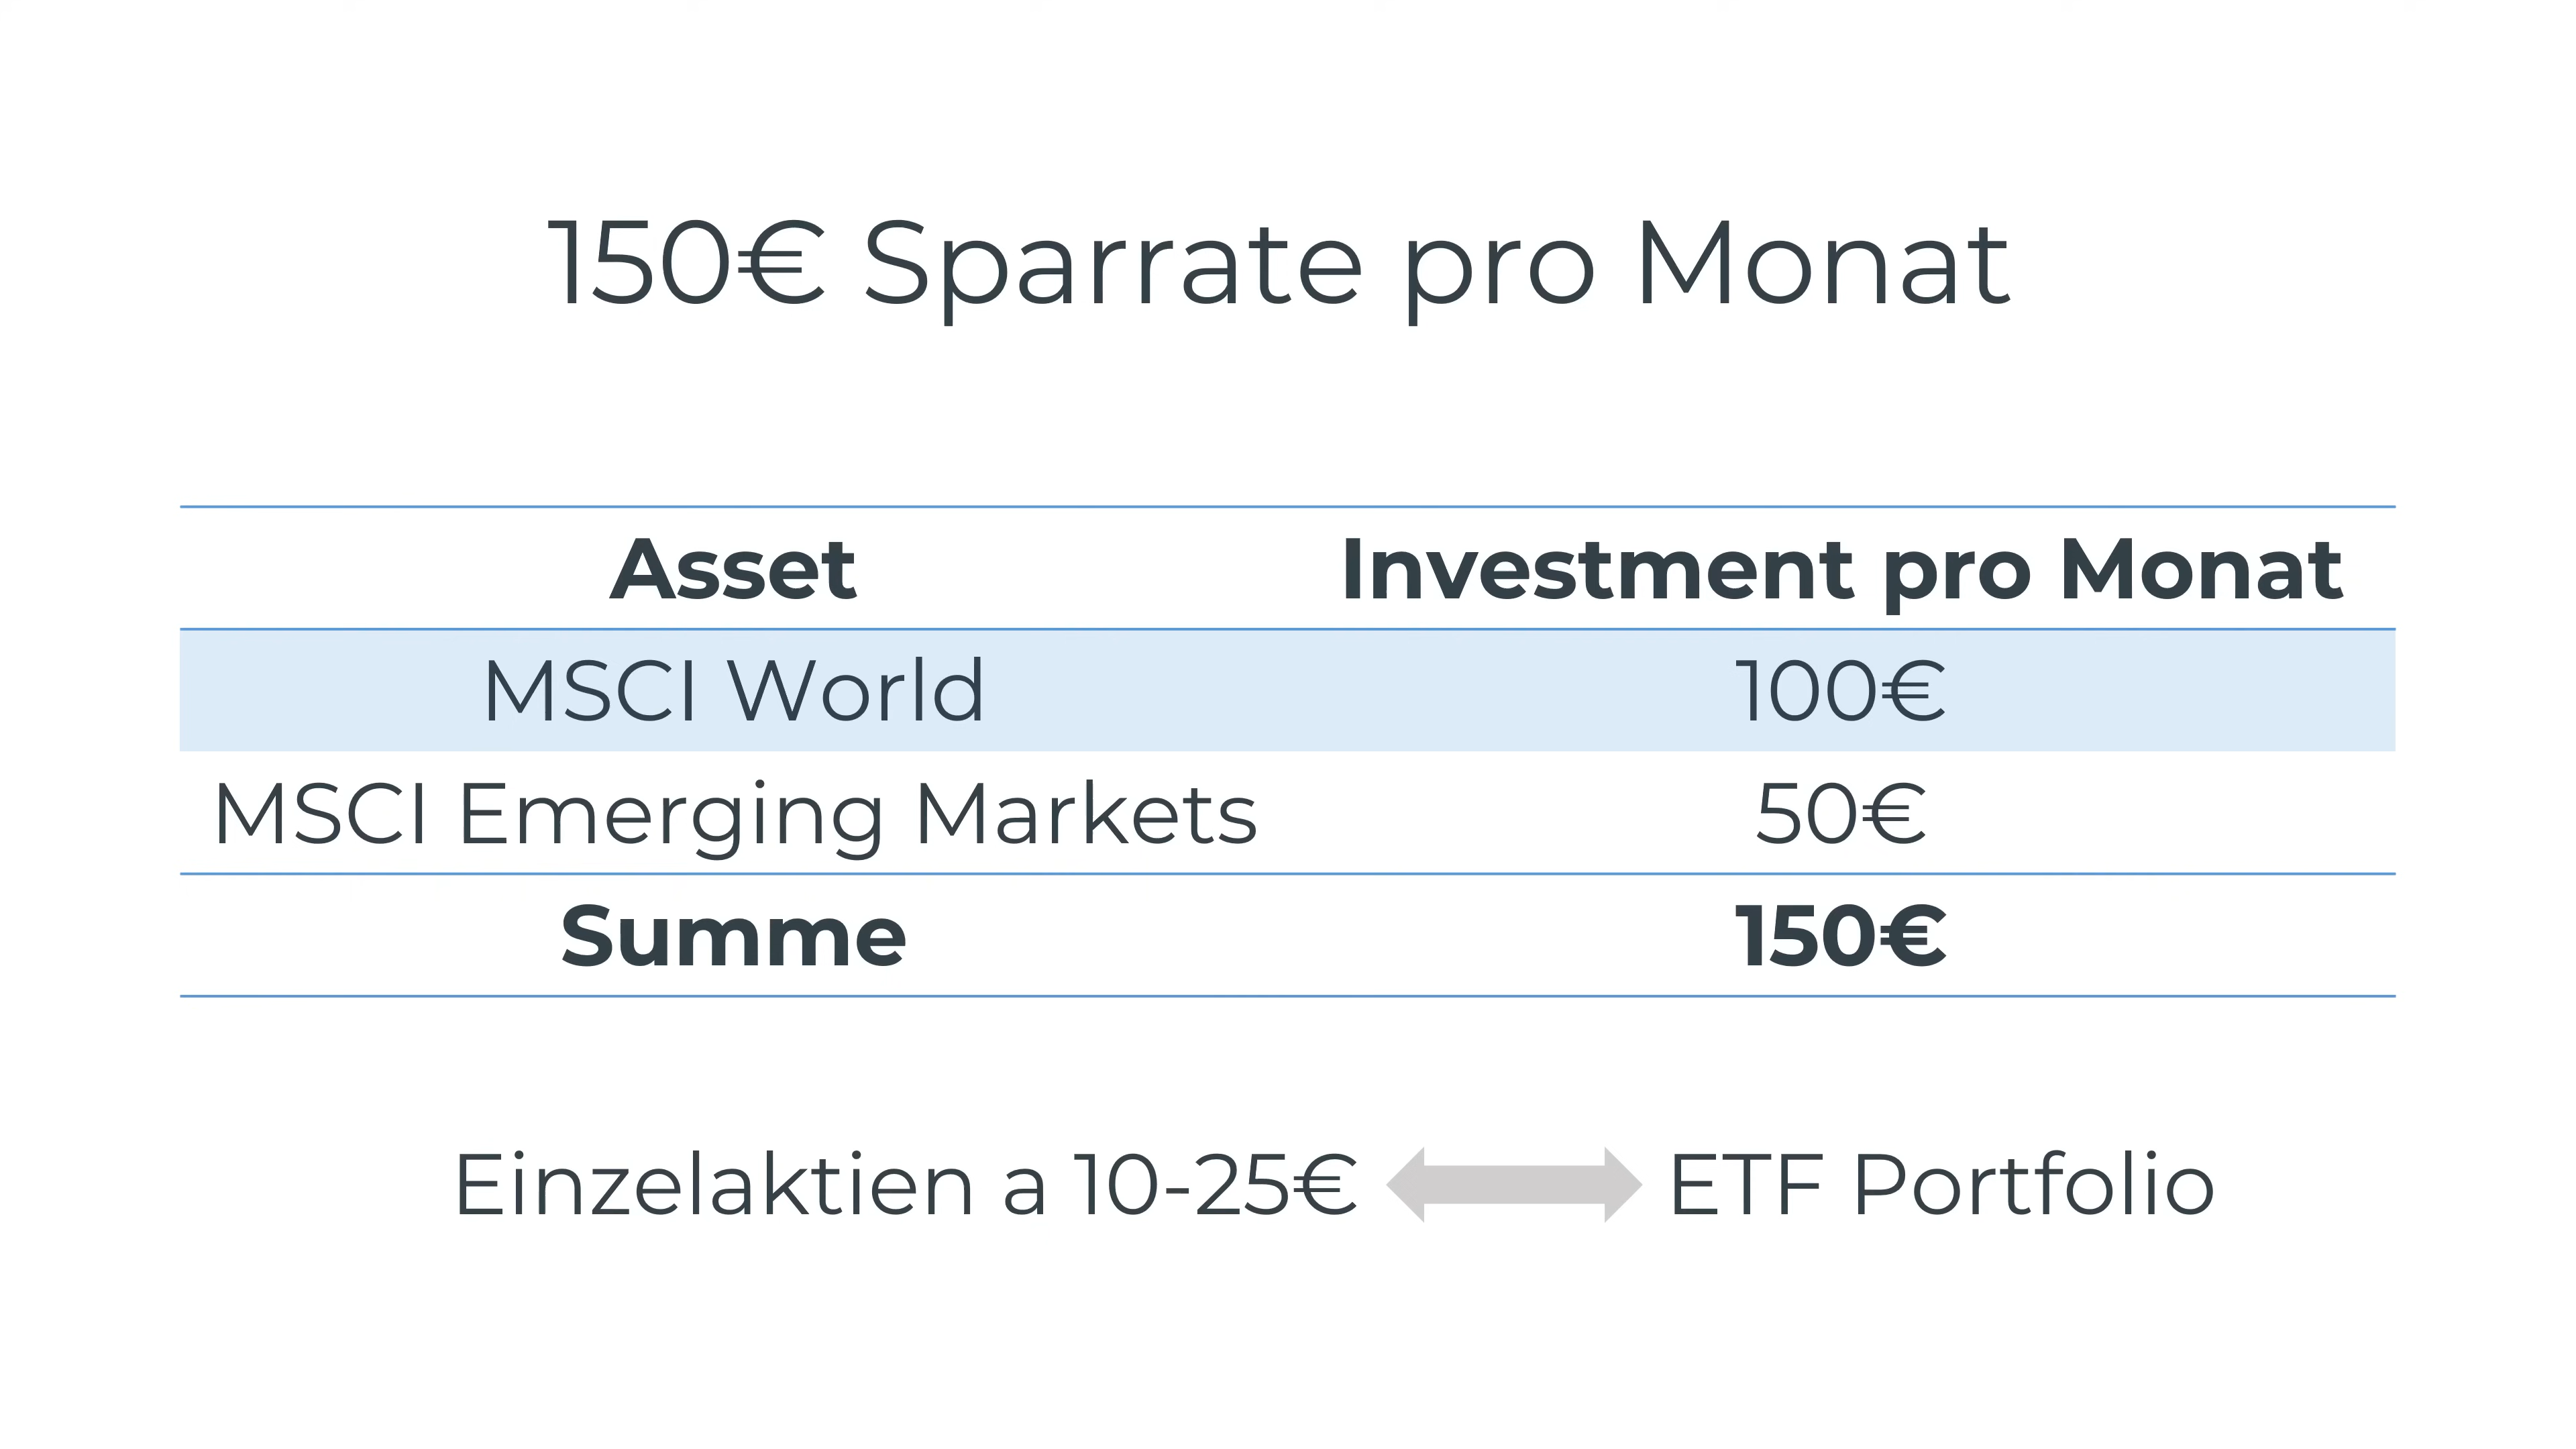 150€ Sparrate pro Monat
Asset Investment pro Monat
MSCI World 100€
MSCI Emerging Markets 50€
Summe 150€
Einzelaktien a 10-25€ ETF Portfolio